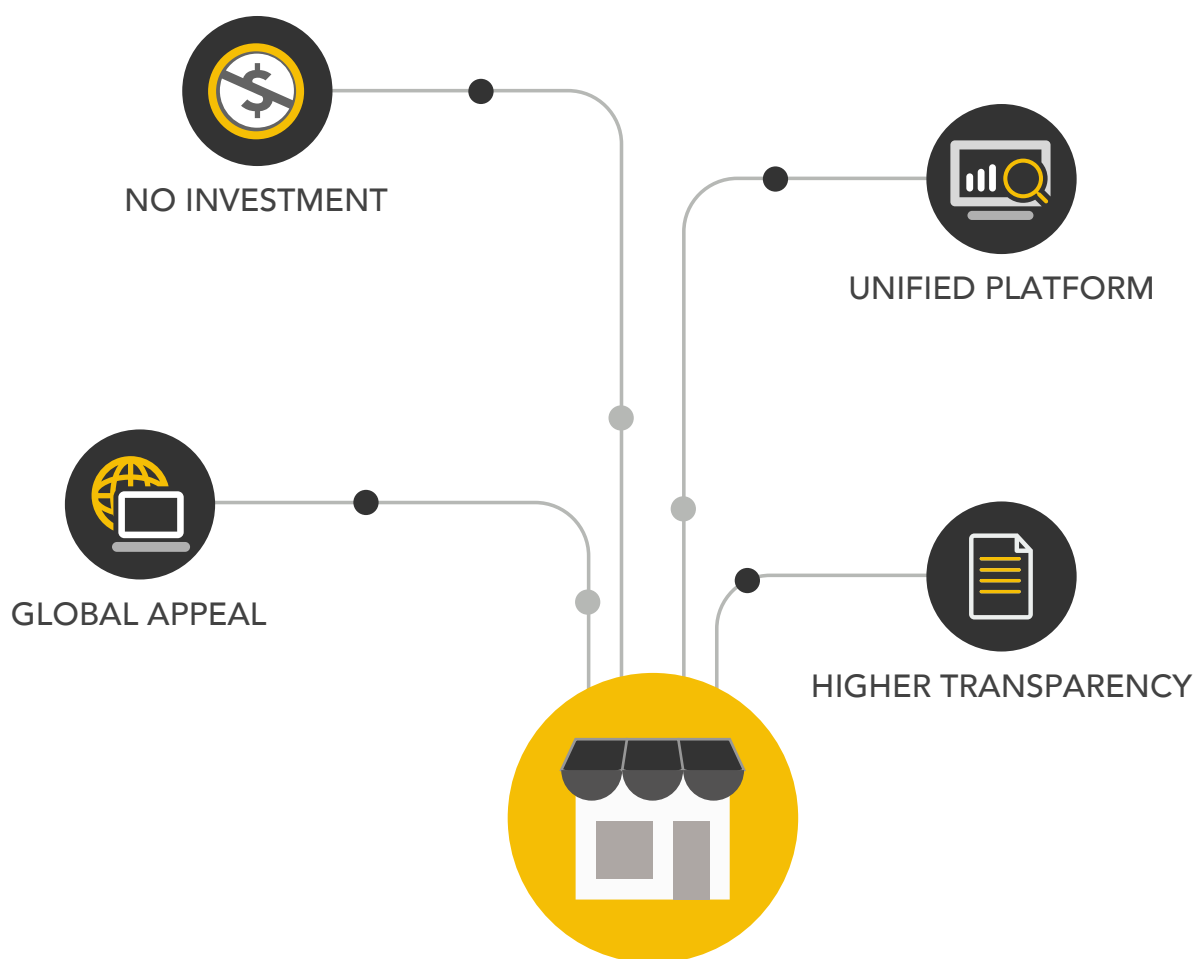 NO INVESTMENT
UNIFIED PLATFORM
GLOBAL APPEAL
HIGHER TRANSPARENCY